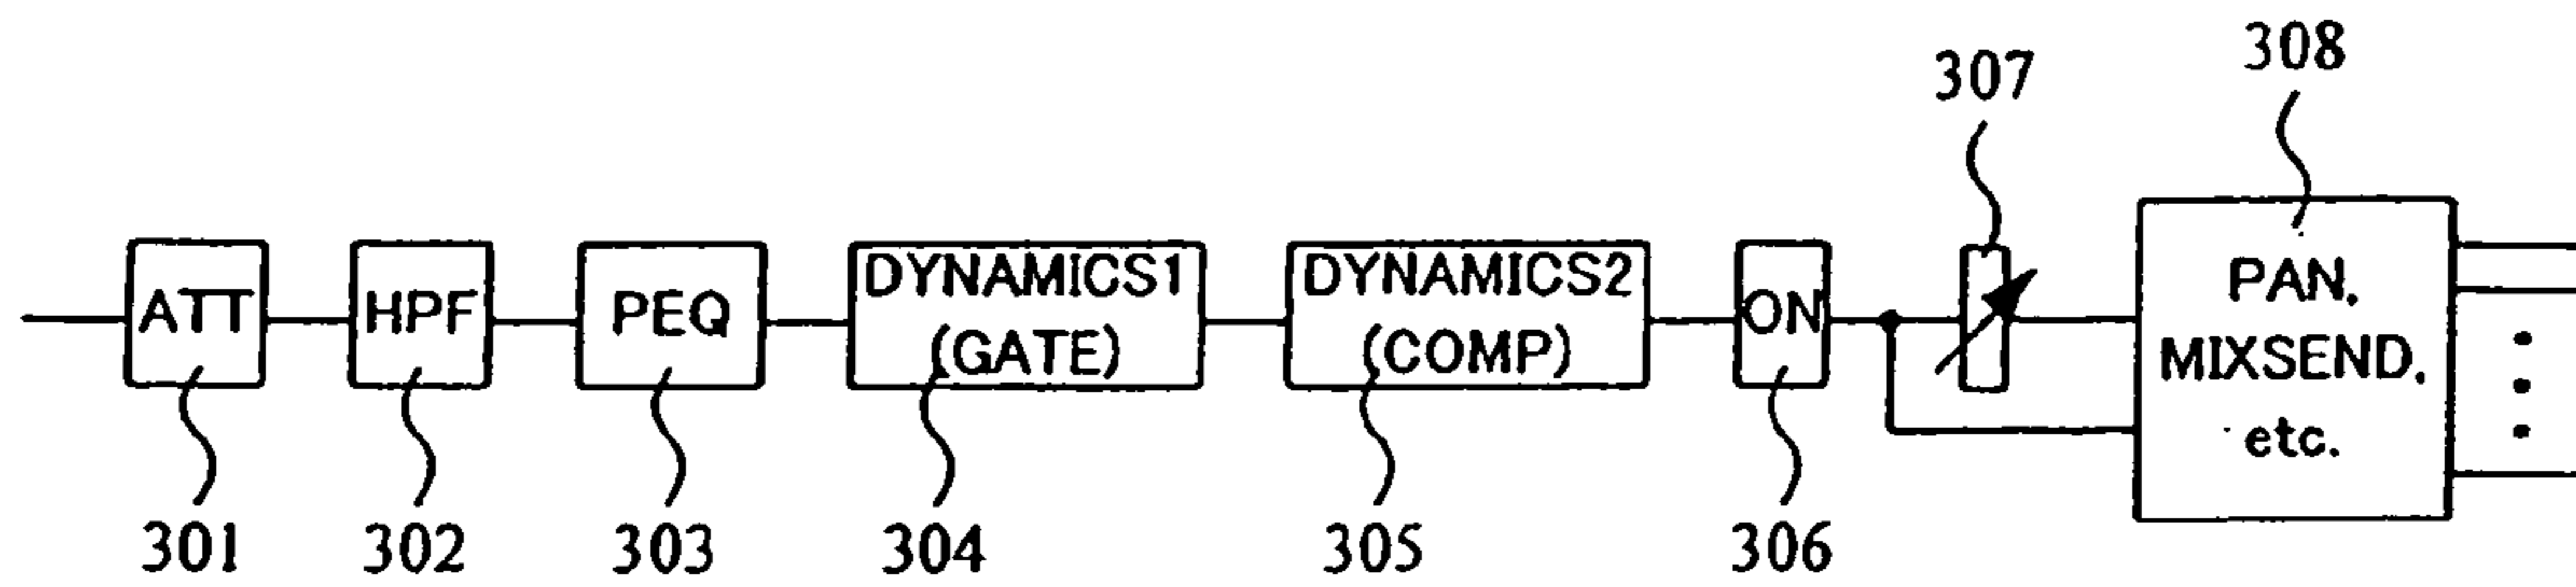 308
307
ATT
HPF
PEQ
DYNAMICS1
(GATE)
DYNAMICS2
(COMP)
ON
PAN,
MIXSEND,
etc.
301
302
303
304
305
306